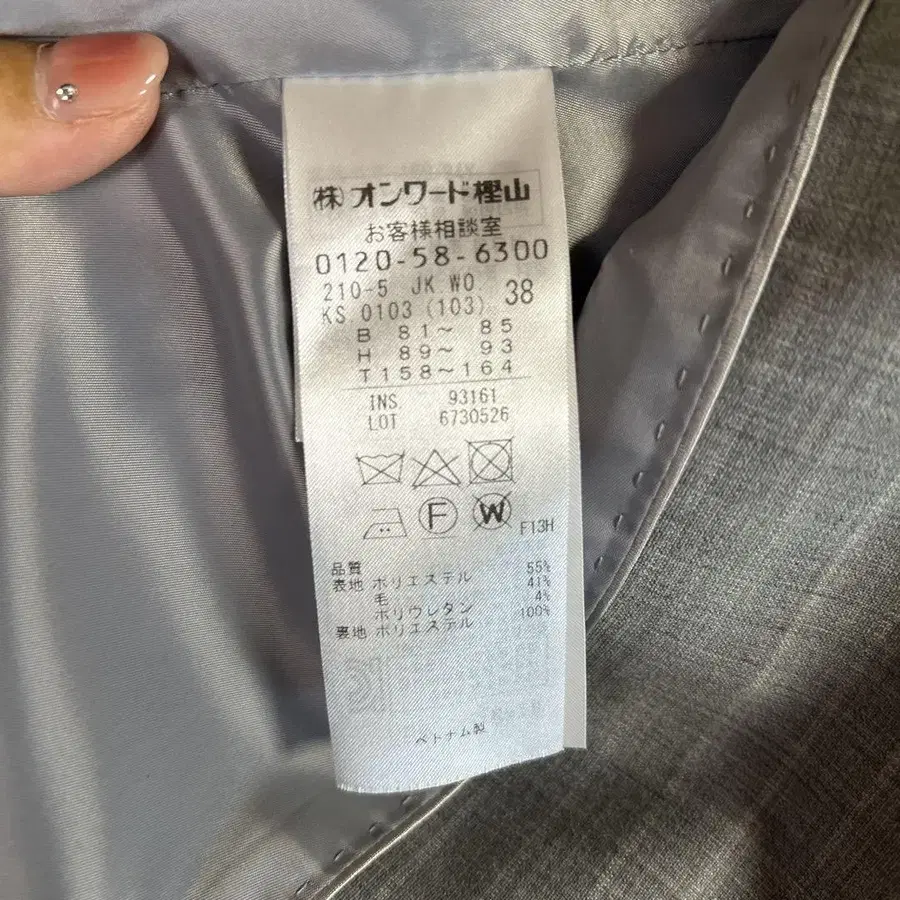 ㈱オンワード樫山
お客様相談室
0120-58-6300
210-5 JK WO
KS 0103 (103) 38
B 81～ 85
H 89～ 93
T158～164
INS. 93161
LOT 6730526
F W
F13H
品質
表地 ポリエステル 55%
毛 41%
ポリウレタン 4%
裏地 ポリエステル 100%
ベトナム製